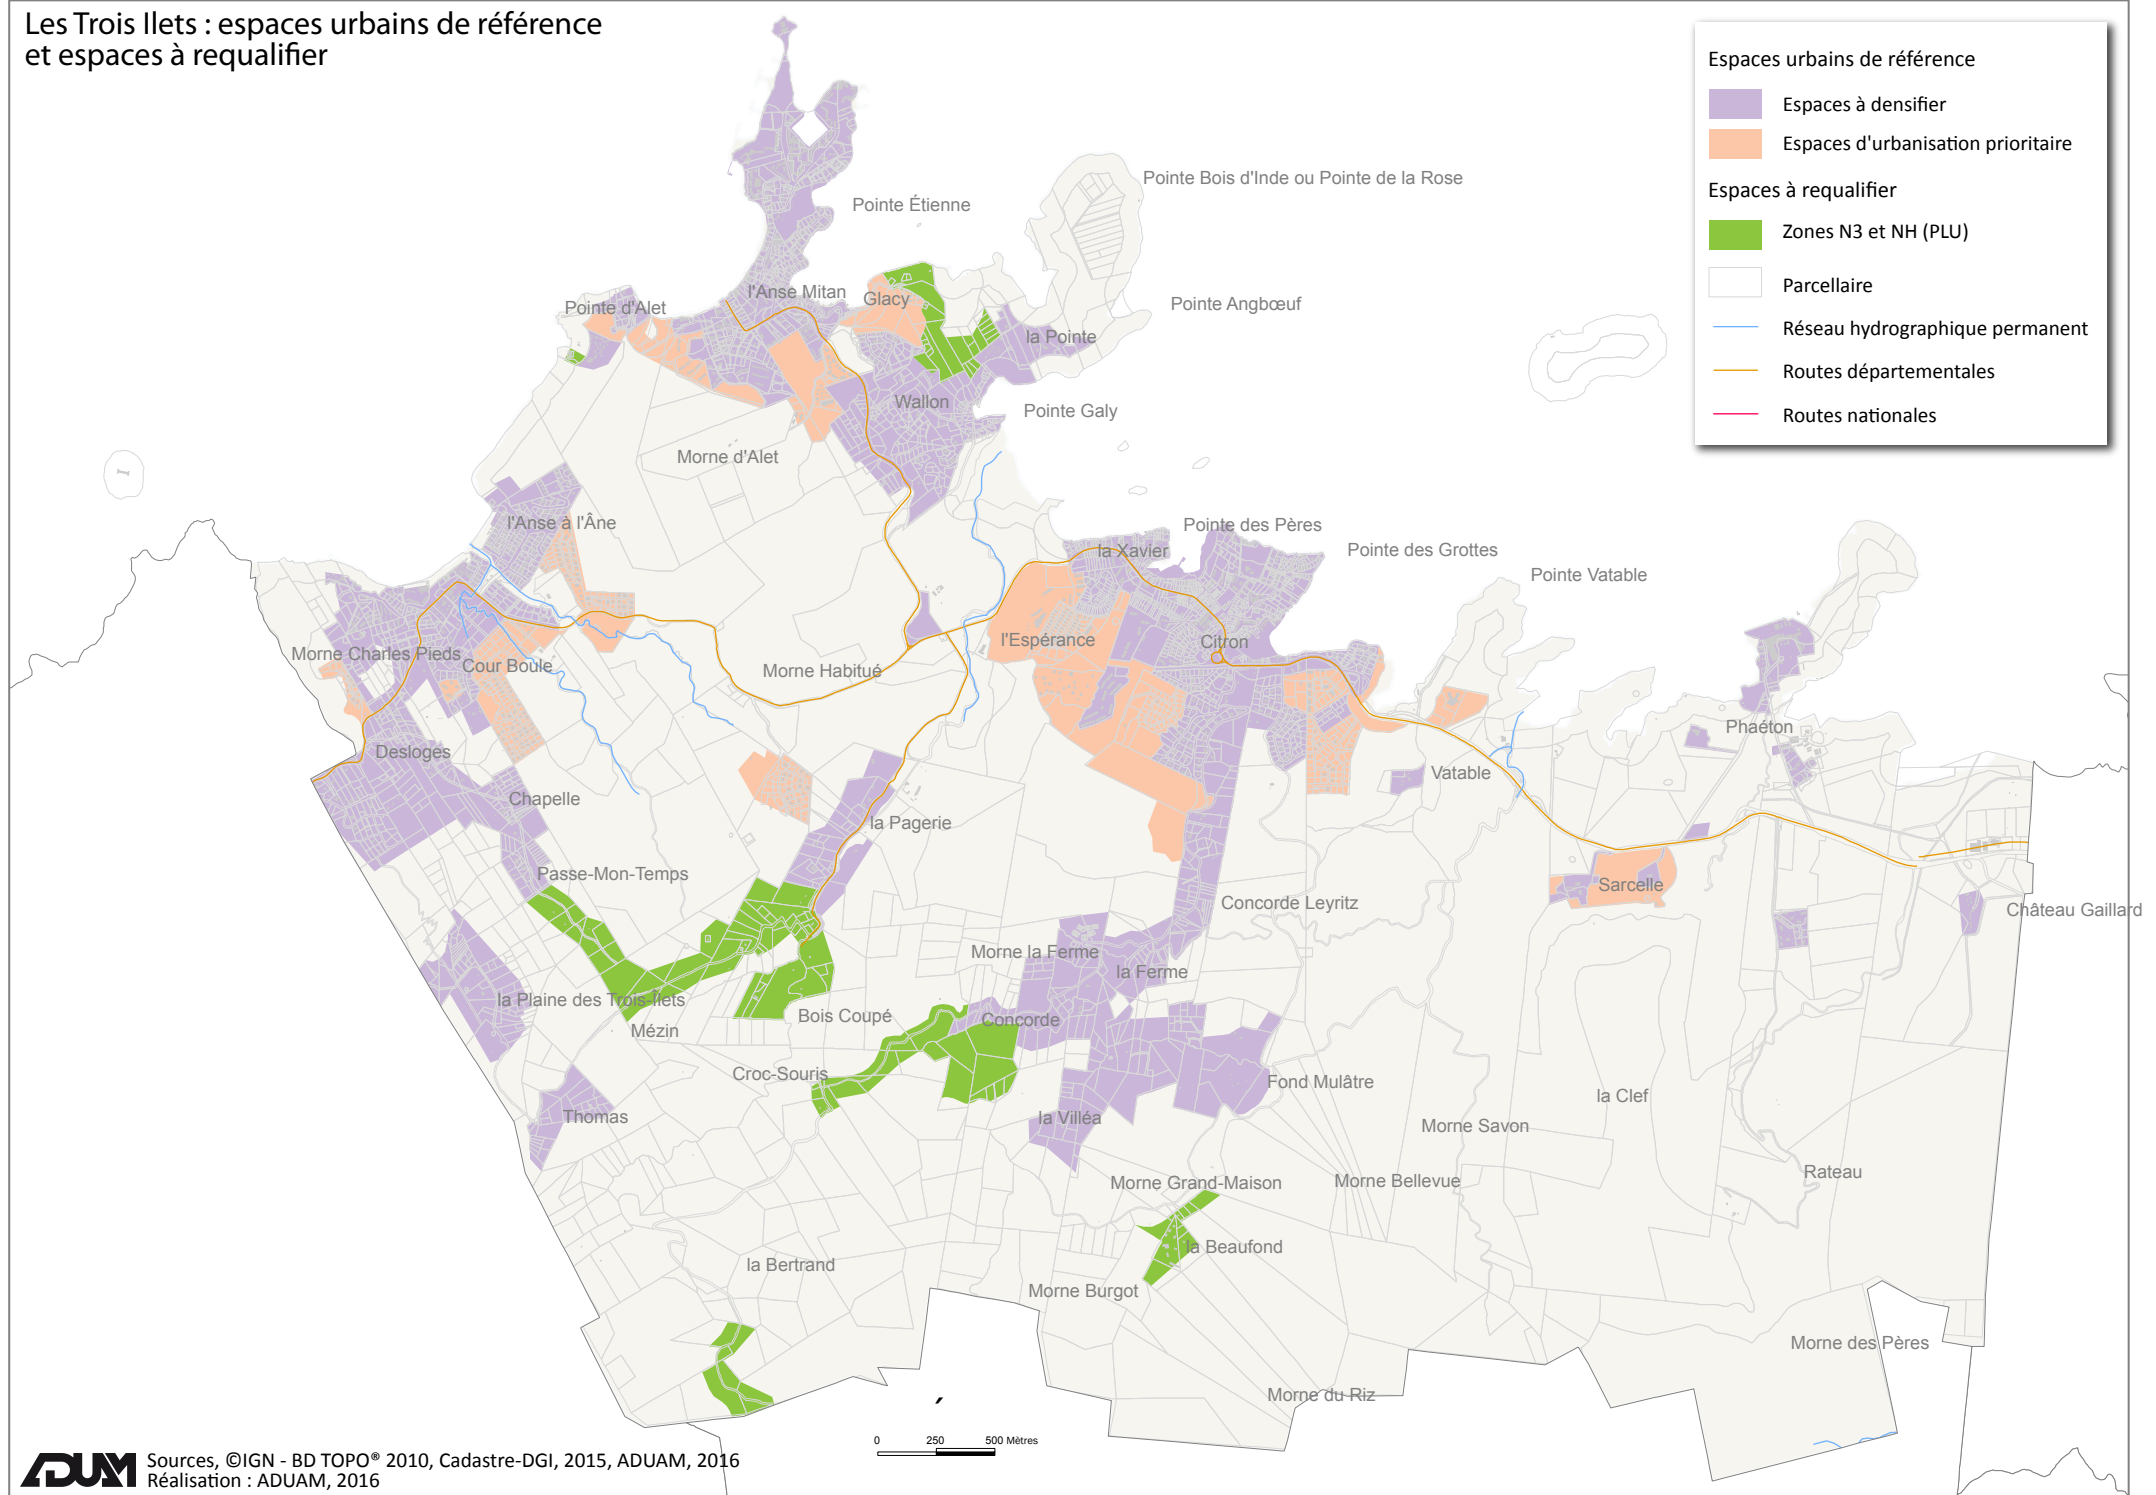 Les Trois Ilets : espaces urbains de référence
et espaces à requalifier
Espaces urbains de référence
Espaces à densifier
Espaces d'urbanisation prioritaire
Espaces à requalifier
Zones N3 et NH (PLU)
Parcellaire
Réseau hydrographique permanent
Routes départementales
Routes nationales
Pointe Bois d'Inde ou Pointe de la Rose
Pointe Étienne
l'Anse Mitan
Glacy
Pointe d'Alet
Pointe Angbœuf
la Pointe
Wallon
Pointe Galy
Morne d'Alet
l'Anse à l'Âne
Pointe des Pères
la Xavier
Pointe des Grottes
Pointe Vatable
l'Espérance
Citron
Morne Charles Pieds
Cour Boule
Morne Habitué
Phaéton
Desloges
Vatable
Chapelle
la Pagerie
Passe-Mon-Temps
Sarcelle
Concorde Leyritz
Château Gaillard
Morne la Ferme
la Ferme
la Plaine des Trois-Îlets
Mézin
Bois Coupé
Concorde
Croc-Souris
Fond Mulâtre
la Clef
Thomas
la Villéa
Morne Savon
Rateau
Morne Grand-Maison
Morne Bellevue
la Beaufond
la Bertrand
Morne Burgot
Morne des Pères
Morne du Riz
0 250 500 Mètres
ADUAM
Sources, ©IGN - BD TOPO® 2010, Cadastre-DGI, 2015, ADUAM, 2016
Réalisation : ADUAM, 2016